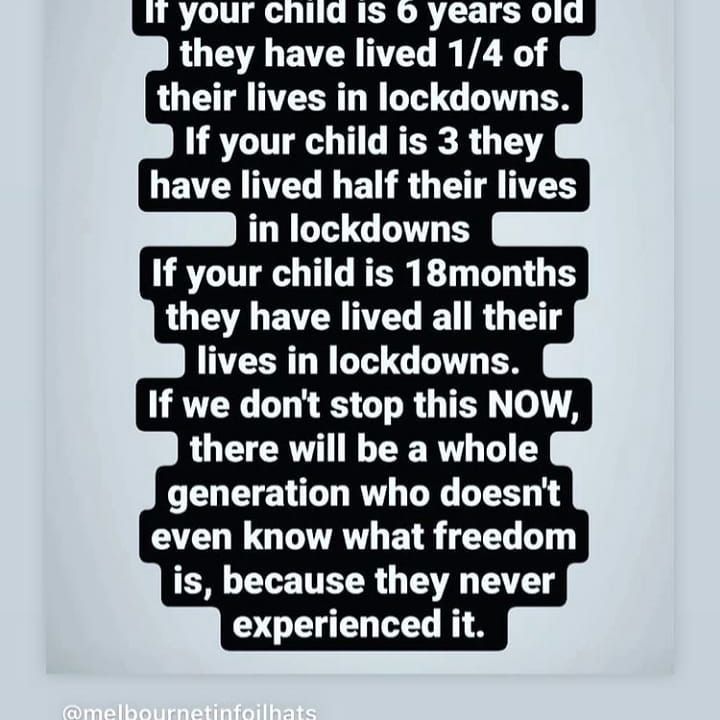 If your child is 6 years old
they have lived 1/4 of
their lives in lockdowns.
If your child is 3 they
have lived half their lives
in lockdowns
If your child is 18months
they have lived all their
lives in lockdowns.
If we don't stop this NOW,
there will be a whole
generation who doesn't
even know what freedom
is, because they never
experienced it.
@melbournetinfoilhats